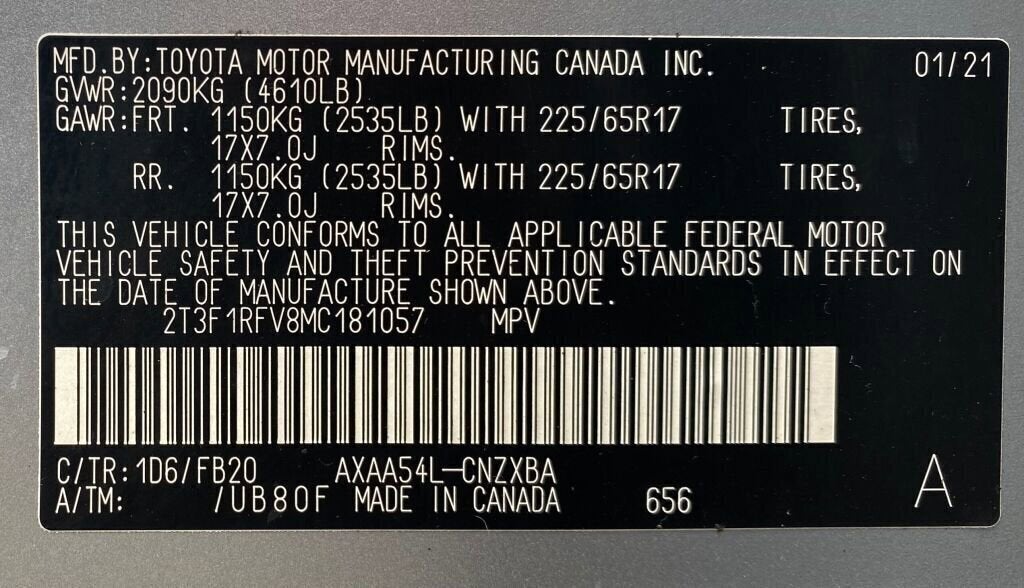 MFD.BY:TOYOTA MOTOR MANUFACTURING CANADA INC. 01/21
GVWR:2090KG (4610LB)
GAWR:FRT. 1150KG (2535LB) WITH 225/65R17 TIRES,
17X7.0J RIMS.
RR. 1150KG (2535LB) WITH 225/65R17 TIRES,
17X7.0J RIMS.
THIS VEHICLE CONFORMS TO ALL APPLICABLE FEDERAL MOTOR
VEHICLE SAFETY AND THEFT PREVENTION STANDARDS IN EFFECT ON
THE DATE OF MANUFACTURE SHOWN ABOVE.
2T3F1RFV8MC181057 MPV
C/TR:1D6/FB20 AXAA54L-CNZXBA
A/TM: /UB80F MADE IN CANADA 656 A